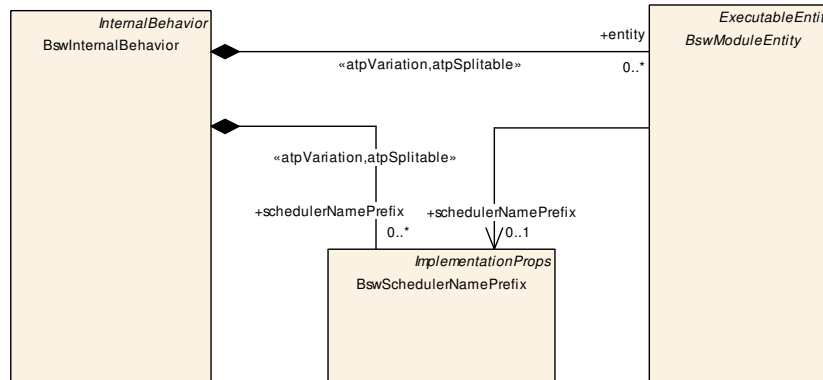 InternalBehavior
BswInternalBehavior
ExecutableEntit
BswModuleEntity
+entity
«atpVariation,atpSplitable»
0..*
«atpVariation,atpSplitable»
+schedulerNamePrefix
0..*
+schedulerNamePrefix
0..1
ImplementationProps
BswSchedulerNamePrefix